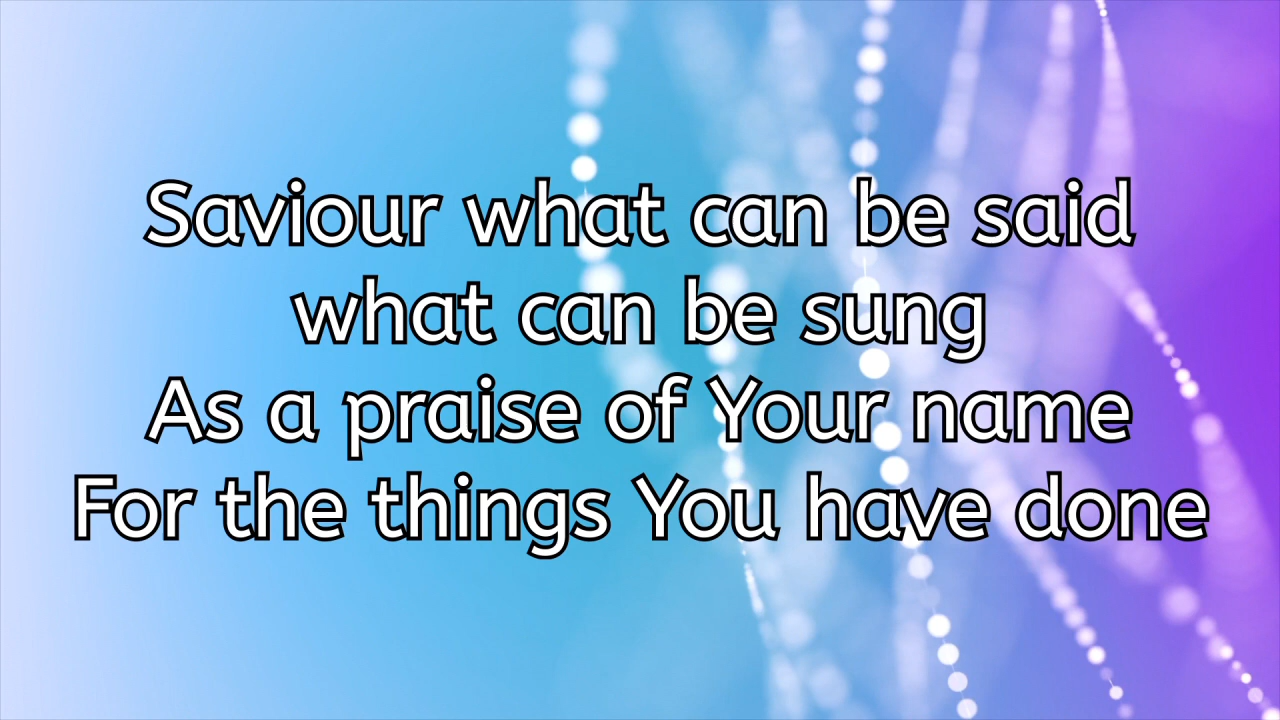 Saviour what can be said
what can be sung
As a praise of Your name
For the things You have done